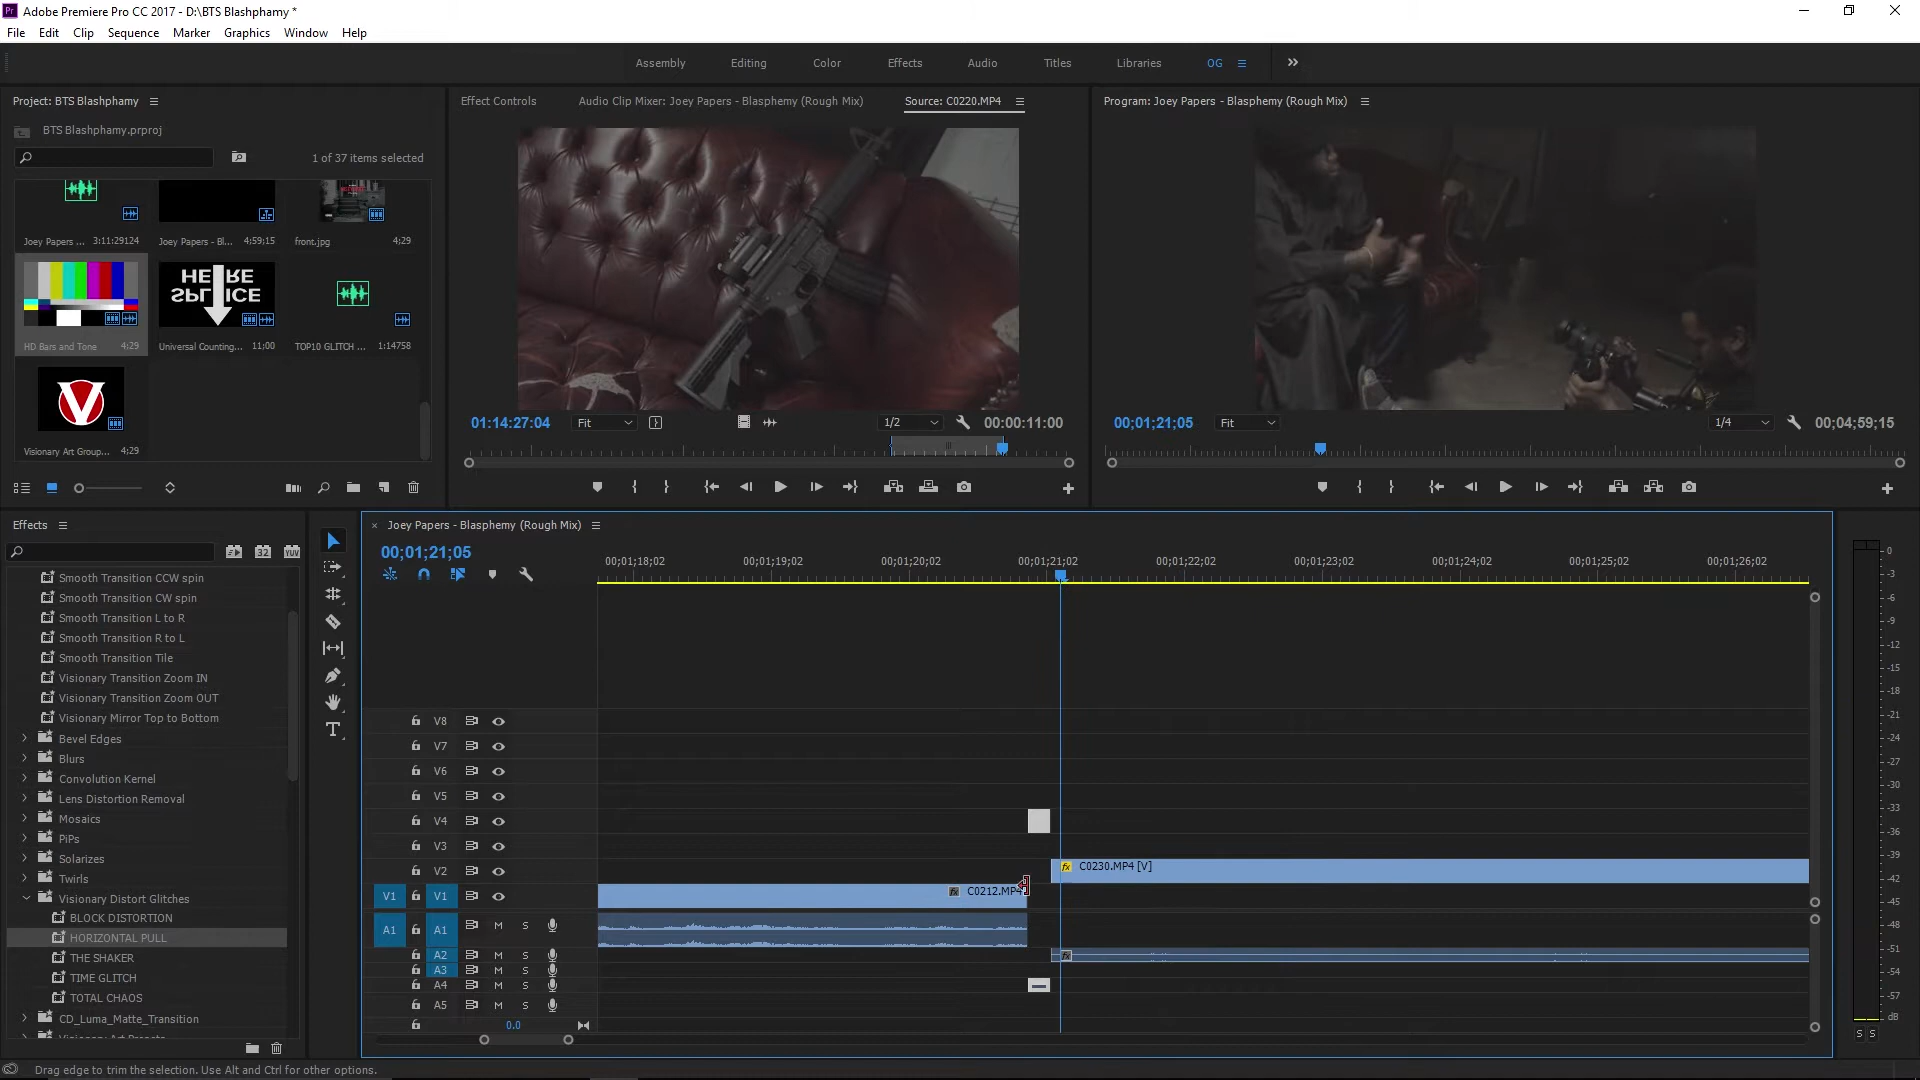 Adobe Premiere Pro CC 2017 - D:\BTS Blashphamy *
File Edit Clip Sequence Marker Graphics Window Help
Assembly Editing Color Effects Audio Titles Libraries OG
Project: BTS Blashphamy
BTS Blashphamy.prproj
1 of 37 items selected
Joey Papers ... 3:11:29124
Joey Papers - Bl... 4;59;15
front.jpg 4;29
HD Bars and Tone 4;29
Universal Counting... 11;00
TOP10 GLITCH ... 1:14758
Visionary Art Group... 4;29
Effect Controls
Audio Clip Mixer: Joey Papers - Blasphemy (Rough Mix)
Source: C0220.MP4
01:14:27:04 Fit 1/2 00:00:11:00
Program: Joey Papers - Blasphemy (Rough Mix)
00;01;21;05 Fit 1/4 00;04;59;15
Effects
32 YUV
Smooth Transition CCW spin
Smooth Transition CW spin
Smooth Transition L to R
Smooth Transition R to L
Smooth Transition Tile
Visionary Transition Zoom IN
Visionary Transition Zoom OUT
Visionary Mirror Top to Bottom
Bevel Edges
Blurs
Convolution Kernel
Lens Distortion Removal
Mosaics
PiPs
Solarizes
Twirls
Visionary Distort Glitches
BLOCK DISTORTION
HORIZONTAL PULL
THE SHAKER
TIME GLITCH
TOTAL CHAOS
CD_Luma_Matte_Transition
Joey Papers - Blasphemy (Rough Mix)
00;01;21;05
00;01;18;02 00;01;19;02 00;01;20;02 00;01;21;02 00;01;22;02 00;01;23;02 00;01;24;02 00;01;25;02 00;01;26;02
V8
V7
V6
V5
V4
V3
V2 fx C0230.MP4 [V]
V1 V1 fx C0212.MP4
A1 A1 M S
A2 M S
A3 M S
A4 M S
A5 M S
0.0
0
-3
-6
-9
-12
-15
-18
-21
-24
-27
-30
-33
-36
-39
-42
-45
-48
-51
-54
-57
dB
S S
Drag edge to trim the selection. Use Alt and Ctrl for other options.